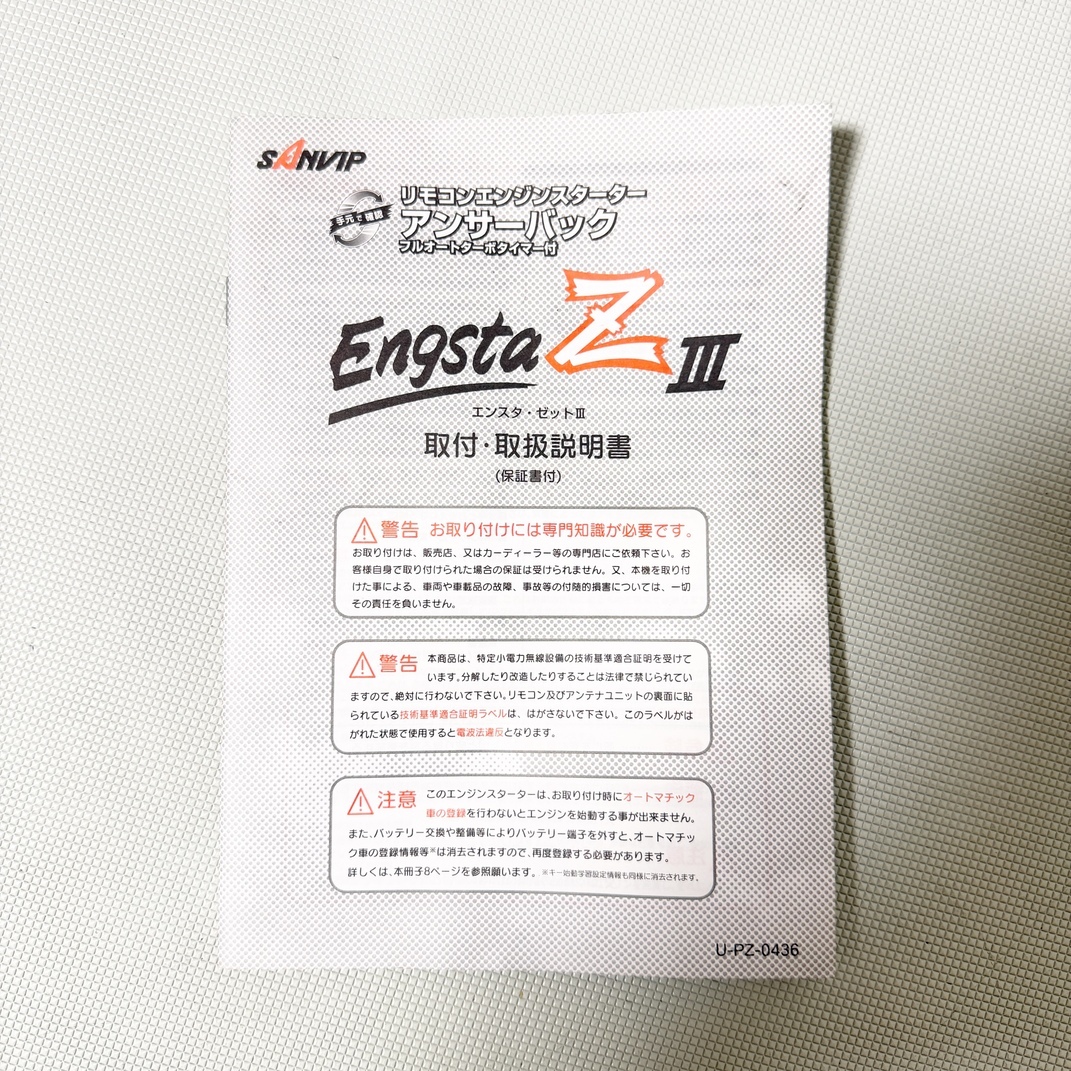 SANVIP
手元で確認
リモコンエンジンスターター
アンサーバック
フルオートターボタイマー付
Engsta Z III
エンスタ・ゼットⅢ
取付・取扱説明書
(保証書付)
警告 お取り付けには専門知識が必要です。
お取り付けは、販売店、又はカーディーラー等の専門店にご依頼下さい。お
客様自身で取り付けられた場合の保証は受けられません。又、本機を取り付
けた事による、車両や車載品の故障、事故等の付随的損害については、一切
その責任を負いません。
警告 本商品は、特定小電力無線設備の技術基準適合証明を受けて
います。分解したり改造したりすることは法律で禁じられてい
ますので、絶対に行わないで下さい。リモコン及びアンテナユニットの裏面に貼
られている技術基準適合証明ラベルは、はがさないで下さい。このラベルがは
がれた状態で使用すると電波法違反となります。
注意 このエンジンスターターは、お取り付け時にオートマチック
車の登録を行わないとエンジンを始動する事が出来ません。
また、バッテリー交換や整備等によりバッテリー端子を外すと、オートマチッ
ク車の登録情報等※は消去されますので、再度登録する必要があります。
詳しくは、本冊子8ページを参照願います。 ※キー始動学習設定情報も同様に消去されます。
U-PZ-0436